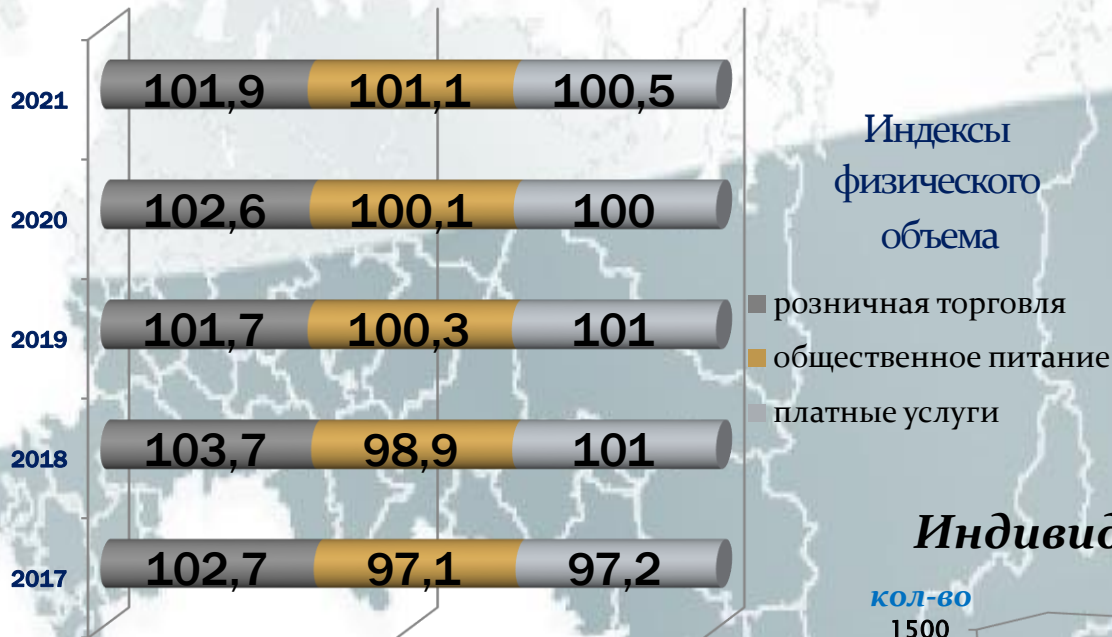 2021 101,9 101,1 100,5
2020 102,6 100,1 100
2019 101,7 100,3 101
2018 103,7 98,9 101
2017 102,7 97,1 97,2
Индексы
физического
объема
розничная торговля
общественное питание
платные услуги
кол-во
1500